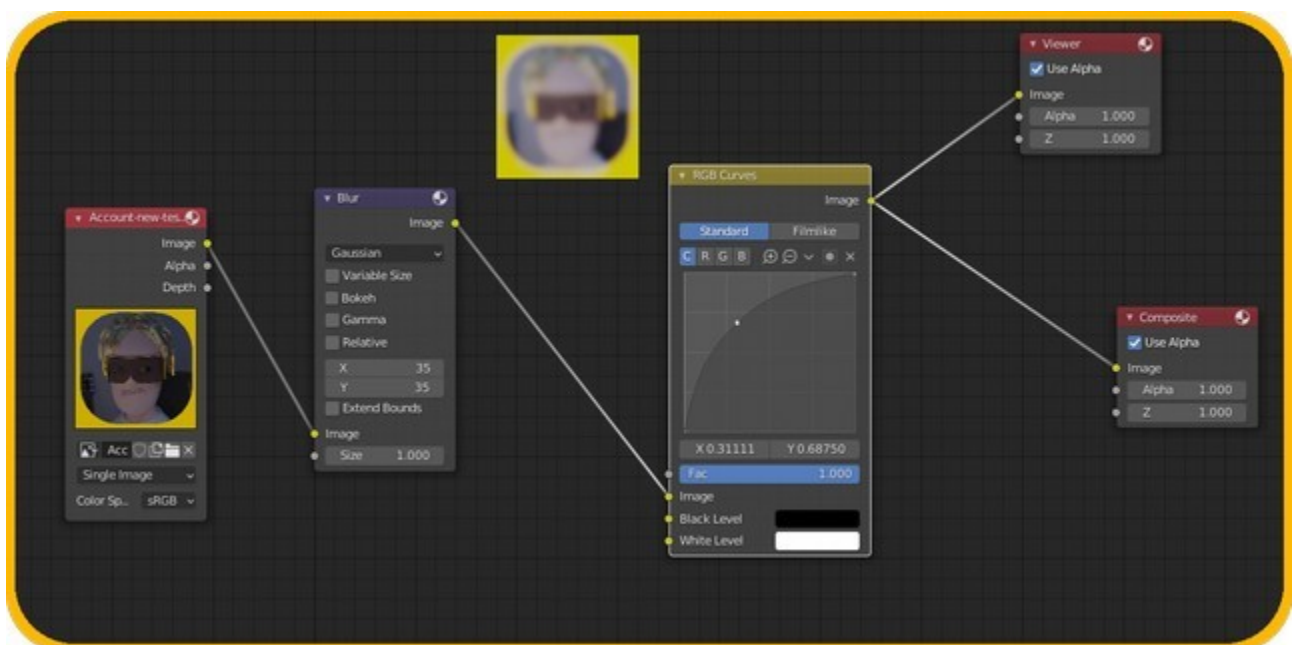 Account-new-tes..
Image
Alpha
Depth
Acc
Single Image
Color Sp.. sRGB
Blur
Image
Gaussian
Variable Size
Bokeh
Gamma
Relative
X 35
Y 35
Extend Bounds
Image
Size 1.000
RGB Curves
Image
Standard Filmlike
C R G B
X 0.31111 Y 0.68750
Fac 1.000
Image
Black Level
White Level
Viewer
Use Alpha
Image
Alpha 1.000
Z 1.000
Composite
Use Alpha
Image
Alpha 1.000
Z 1.000